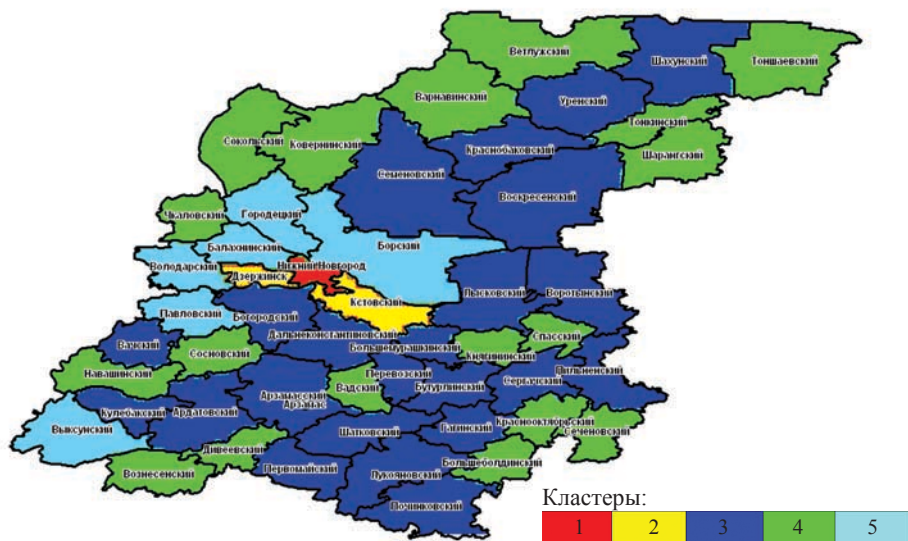 Ветлужский
Шахунский
Тоншаевский
Варнавинский
Уренский
Тонкинский
Шарангский
Краснобаковский
Сокольский
Ковернинский
Семеновский
Воскресенский
Чкаловский
Городецкий
Балахнинский
Борский
Володарский
Нижний Новгород
Дзержинск
Кстовский
Лысковский
Воротынский
Павловский
Богородский
Дальнеконстантиновский
Спасский
Вачский
Большемурашкинский
Княгининский
Сосновский
Навашинский
Вадский
Перевозский
Пильненский
Бутурлинский
Сергачский
Арзамасский
Арзамас
Кулебакский
Ардатовский
Краснооктябрьский
Выксунский
Шатковский
Гагинский
Сеченовский
Дивеевский
Большеболдинский
Вознесенский
Первомайский
Лукояновский
Починковский
Кластеры:
1 2 3 4 5